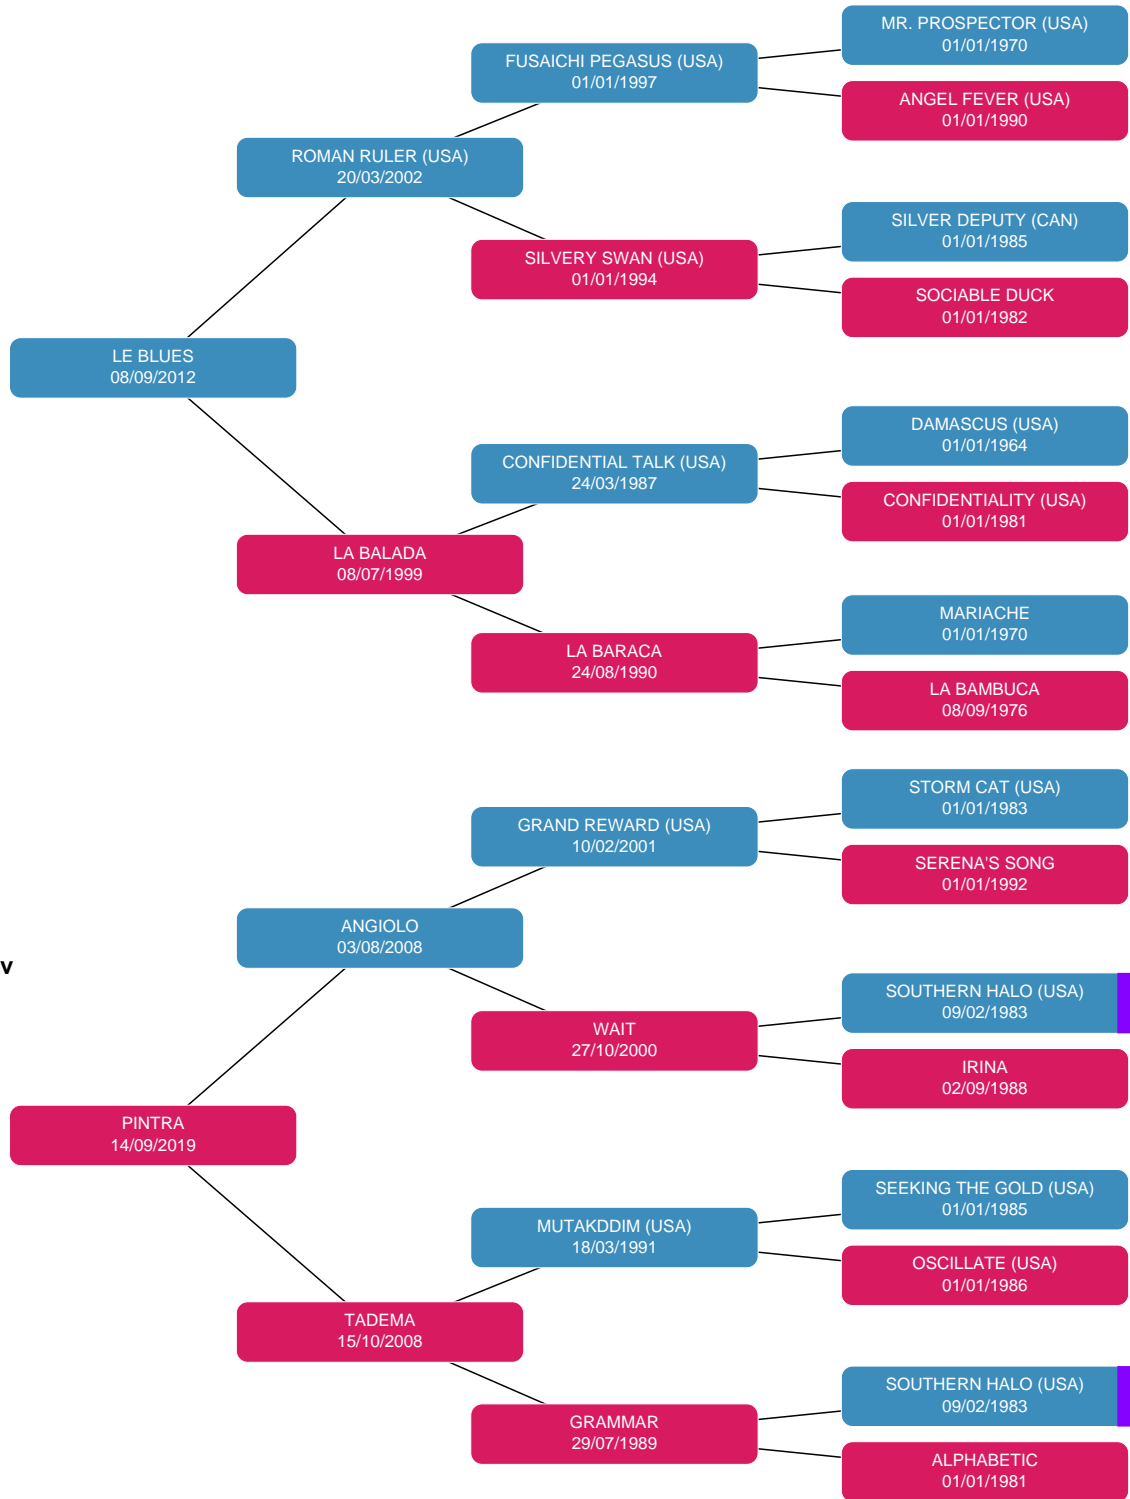 MR. PROSPECTOR (USA)
01/01/1970
FUSAICHI PEGASUS (USA)
01/01/1997
ANGEL FEVER (USA)
01/01/1990
ROMAN RULER (USA)
20/03/2002
SILVER DEPUTY (CAN)
01/01/1985
SILVERY SWAN (USA)
01/01/1994
SOCIABLE DUCK
01/01/1982
LE BLUES
08/09/2012
DAMASCUS (USA)
01/01/1964
CONFIDENTIAL TALK (USA)
24/03/1987
CONFIDENTIALITY (USA)
01/01/1981
LA BALADA
08/07/1999
MARIACHE
01/01/1970
LA BARACA
24/08/1990
LA BAMBUCA
08/09/1976
STORM CAT (USA)
01/01/1983
GRAND REWARD (USA)
10/02/2001
SERENA'S SONG
01/01/1992
ANGIOLO
03/08/2008
v
SOUTHERN HALO (USA)
09/02/1983
WAIT
27/10/2000
IRINA
02/09/1988
PINTRA
14/09/2019
SEEKING THE GOLD (USA)
01/01/1985
MUTAKDDIM (USA)
18/03/1991
OSCILLATE (USA)
01/01/1986
TADEMA
15/10/2008
SOUTHERN HALO (USA)
09/02/1983
GRAMMAR
29/07/1989
ALPHABETIC
01/01/1981